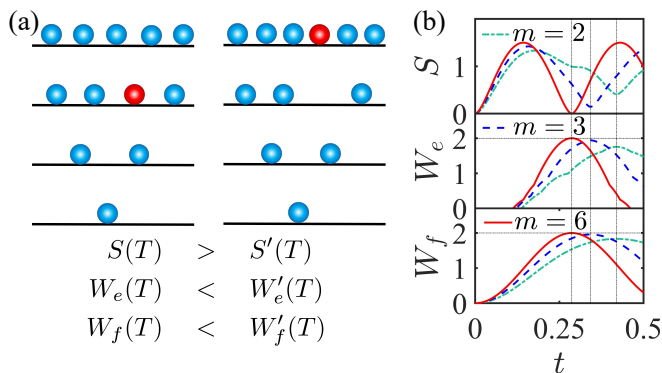 (a)
S(T) > S′(T)
W_e(T) < W′_e(T)
W_f(T) < W′_f(T)
(b)
S
1
0
m = 2
W_e
2
1
0
m = 3
W_f
2
1
0
m = 6
0 0.25 0.5
t